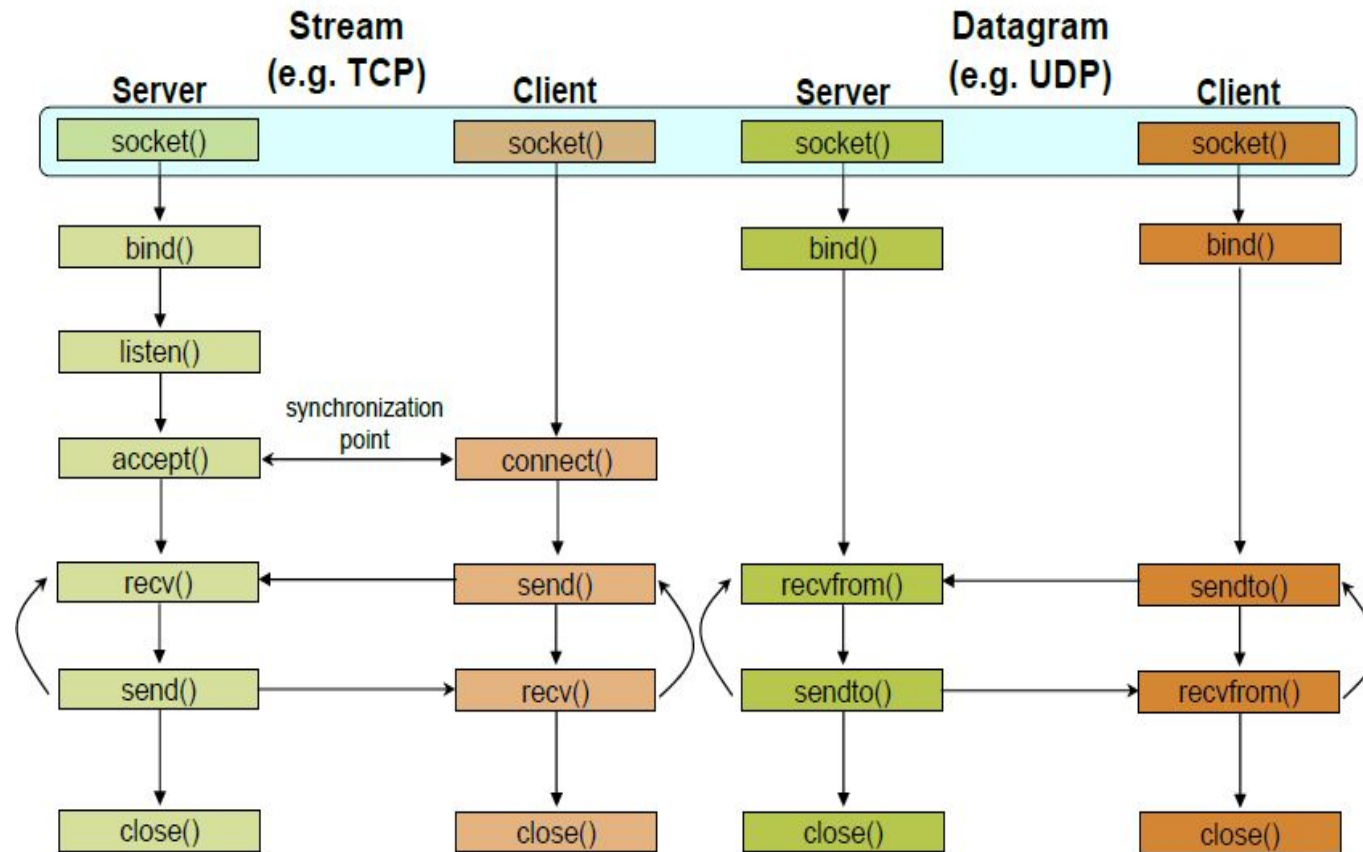 Stream
(e.g. TCP)
Datagram
(e.g. UDP)
Server
Client
Server
Client
socket()
socket()
socket()
socket()
bind()
bind()
bind()
listen()
synchronization
point
accept()
connect()
recv()
send()
recvfrom()
sendto()
send()
recv()
sendto()
recvfrom()
close()
close()
close()
close()